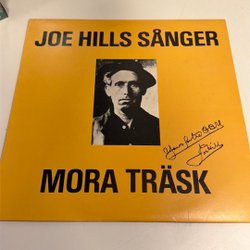 JOE HILLS SÅNGER
MORA TRÄSK